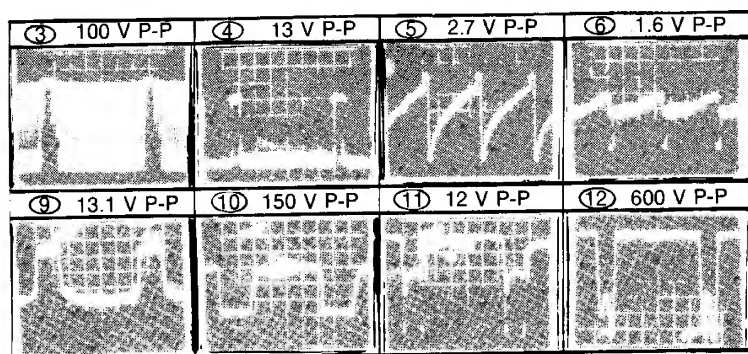 ③ 100 V P-P ④ 13 V P-P ⑤ 2.7 V P-P ⑥ 1.6 V P-P
⑨ 13.1 V P-P ⑩ 150 V P-P ⑪ 12 V P-P ⑫ 600 V P-P